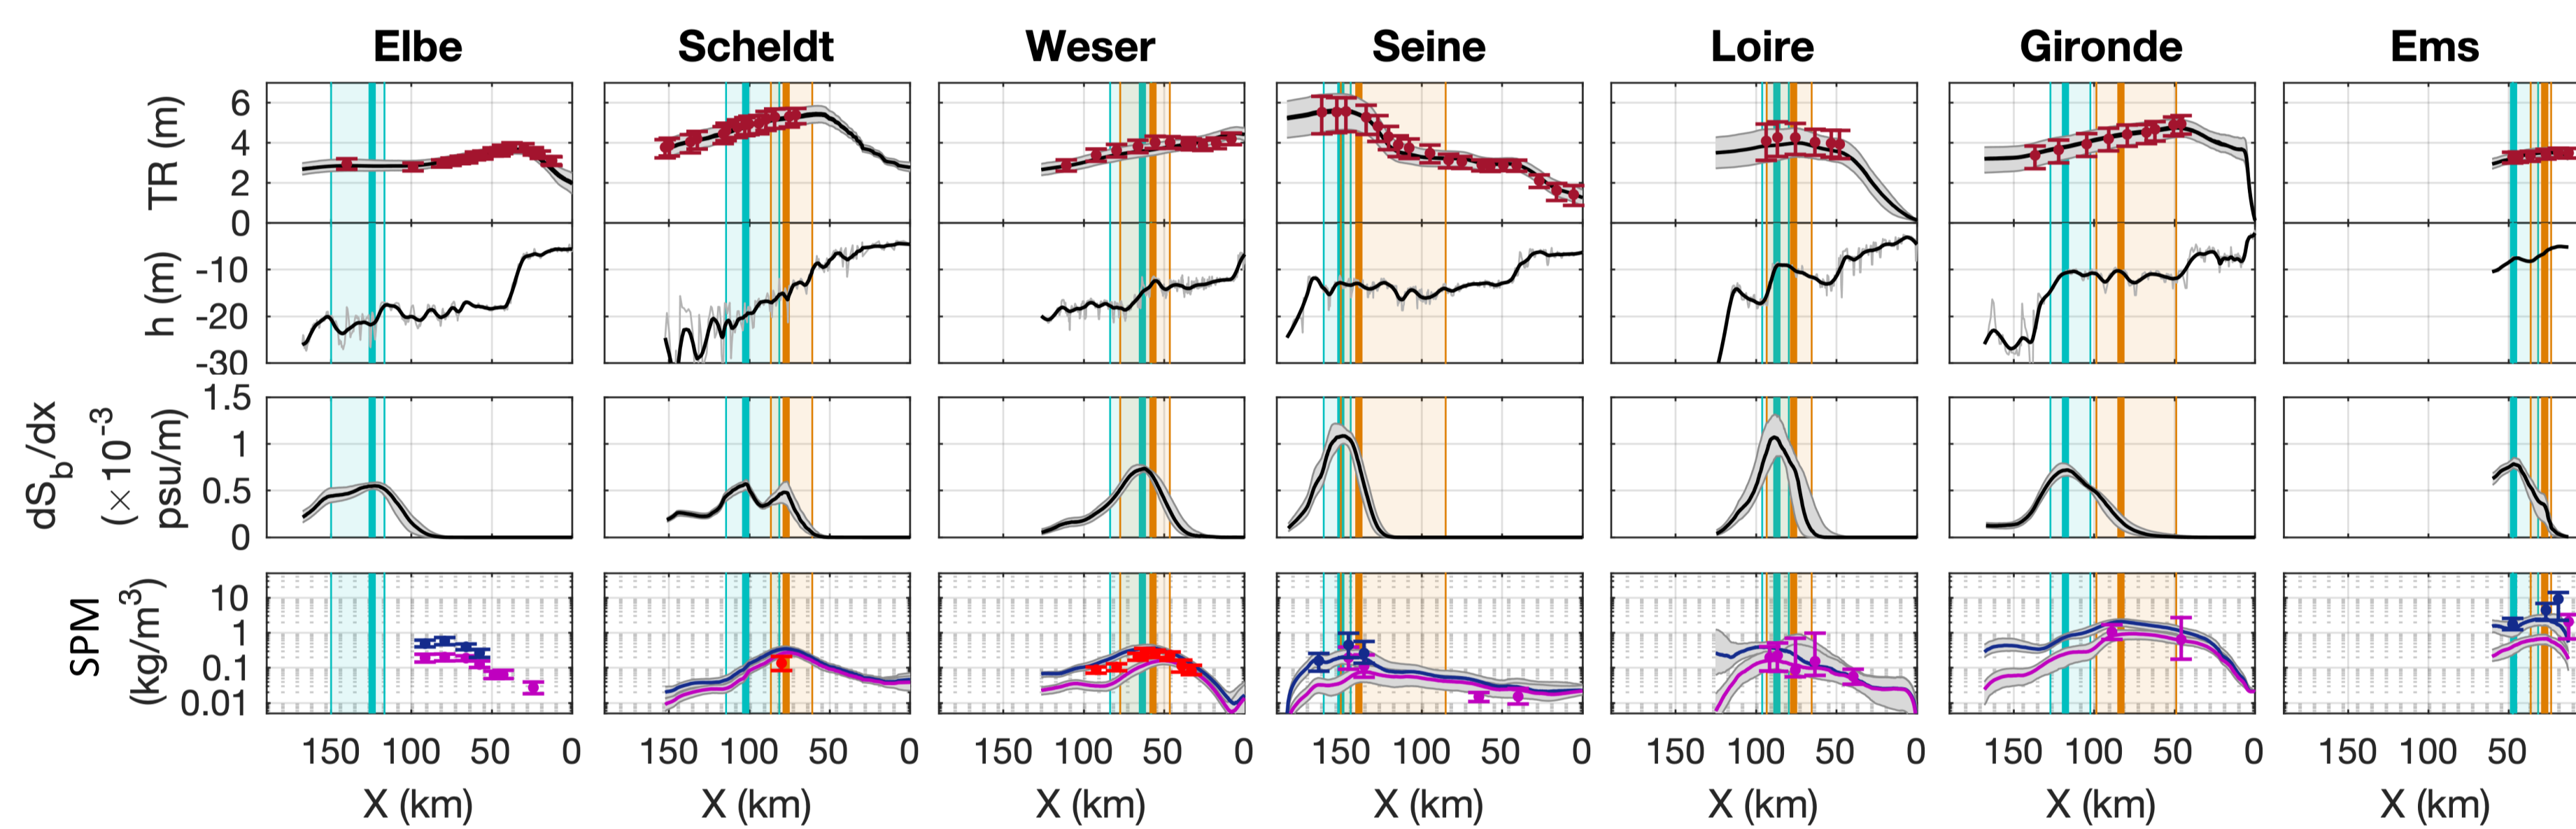 Elbe Scheldt Weser Seine Loire Gironde Ems
TR (m)
6
4
2
0
h (m)
-10
-20
-30
dSb/dx
(×10-3
psu/m)
1.5
1
0.5
0
SPM
(kg/m3)
10
1
0.1
0.01
150 100 50 0 150 100 50 0 150 100 50 0 150 100 50 0 150 100 50 0 150 100 50 0 150 100 50
X (km) X (km) X (km) X (km) X (km) X (km) X (km)